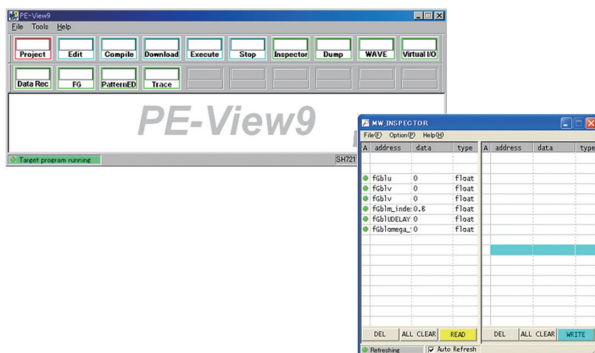 PE-View9
File Tools Help
Project Edit Compile Download Execute Stop Inspector Dump WAVE Virtual I/O
Data Rec FG PatternED Trace
PE-View9
Target program running SH721
MW_INSPECTOR
File(F) Option(P) Help(H)
A address data type A address data type
fGblu 0 float
fGblv 0 float
fGblv 0 float
fGblm_inde: 0.8 float
fGblUDELAY 0 float
fGblomega_: 0 float
DEL ALL CLEAR READ DEL ALL CLEAR WRITE
Refreshing Auto Refresh